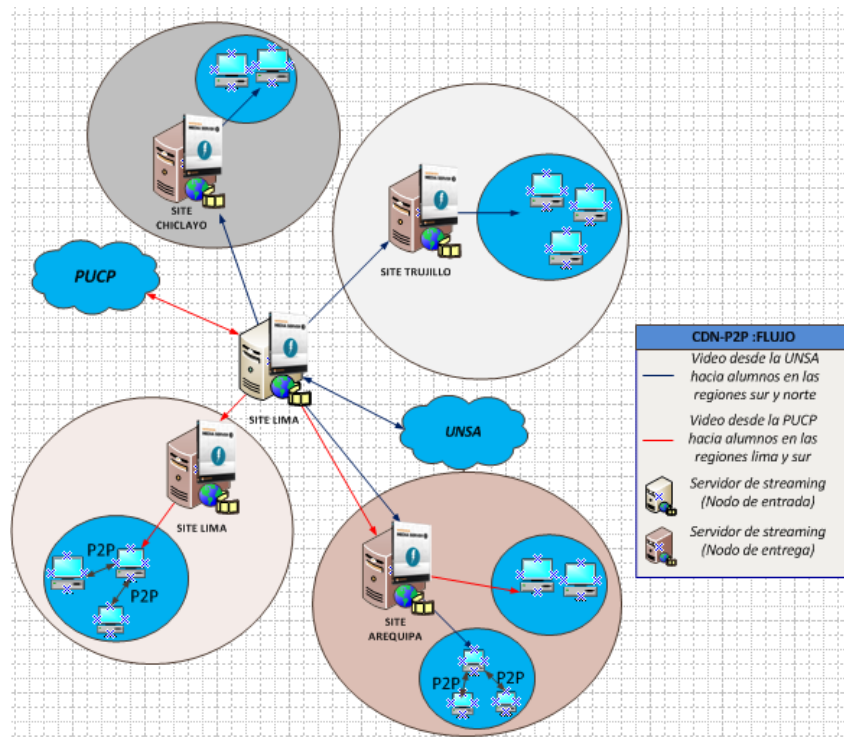 SITE
CHICLAYO
SITE TRUJILLO
PUCP
SITE LIMA
UNSA
SITE LIMA
P2P
P2P
SITE
AREQUIPA
P2P
P2P
CDN-P2P :FLUJO
Video desde la UNSA
hacia alumnos en las
regiones sur y norte
Video desde la PUCP
hacia alumnos en las
regiones lima y sur
Servidor de streaming
(Nodo de entrada)
Servidor de streaming
(Nodo de entrega)